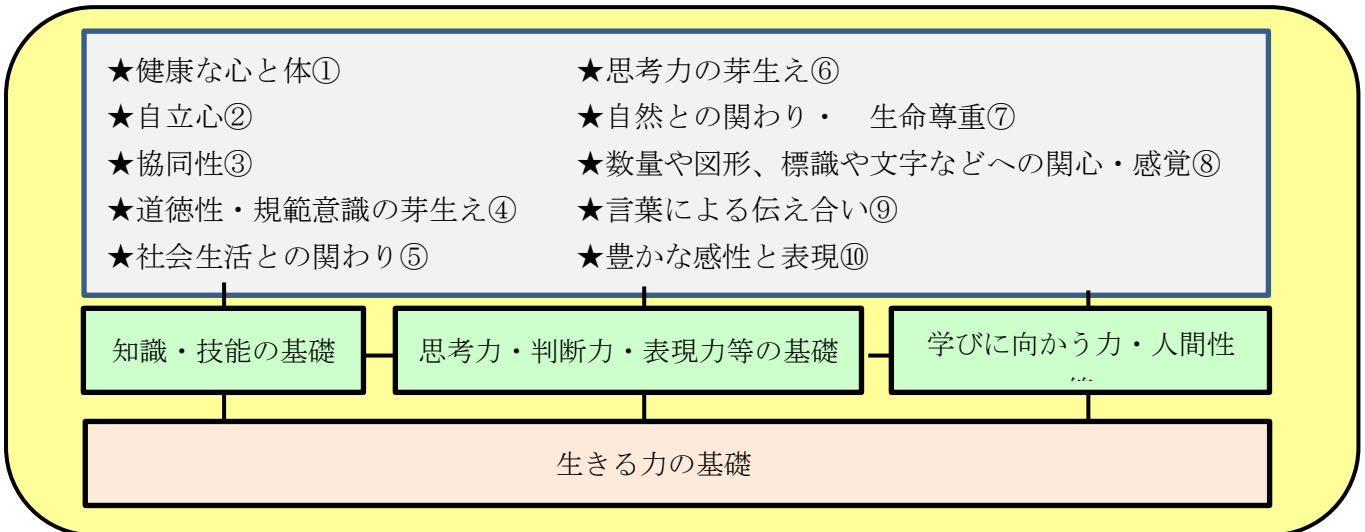 ★健康な心と体①
★自立心②
★協同性③
★道徳性・規範意識の芽生え④
★社会生活との関わり⑤
★思考力の芽生え⑥
★自然との関わり・　生命尊重⑦
★数量や図形、標識や文字などへの関心・感覚⑧
★言葉による伝え合い⑨
★豊かな感性と表現⑩
知識・技能の基礎
思考力・判断力・表現力等の基礎
学びに向かう力・人間性
生きる力の基礎